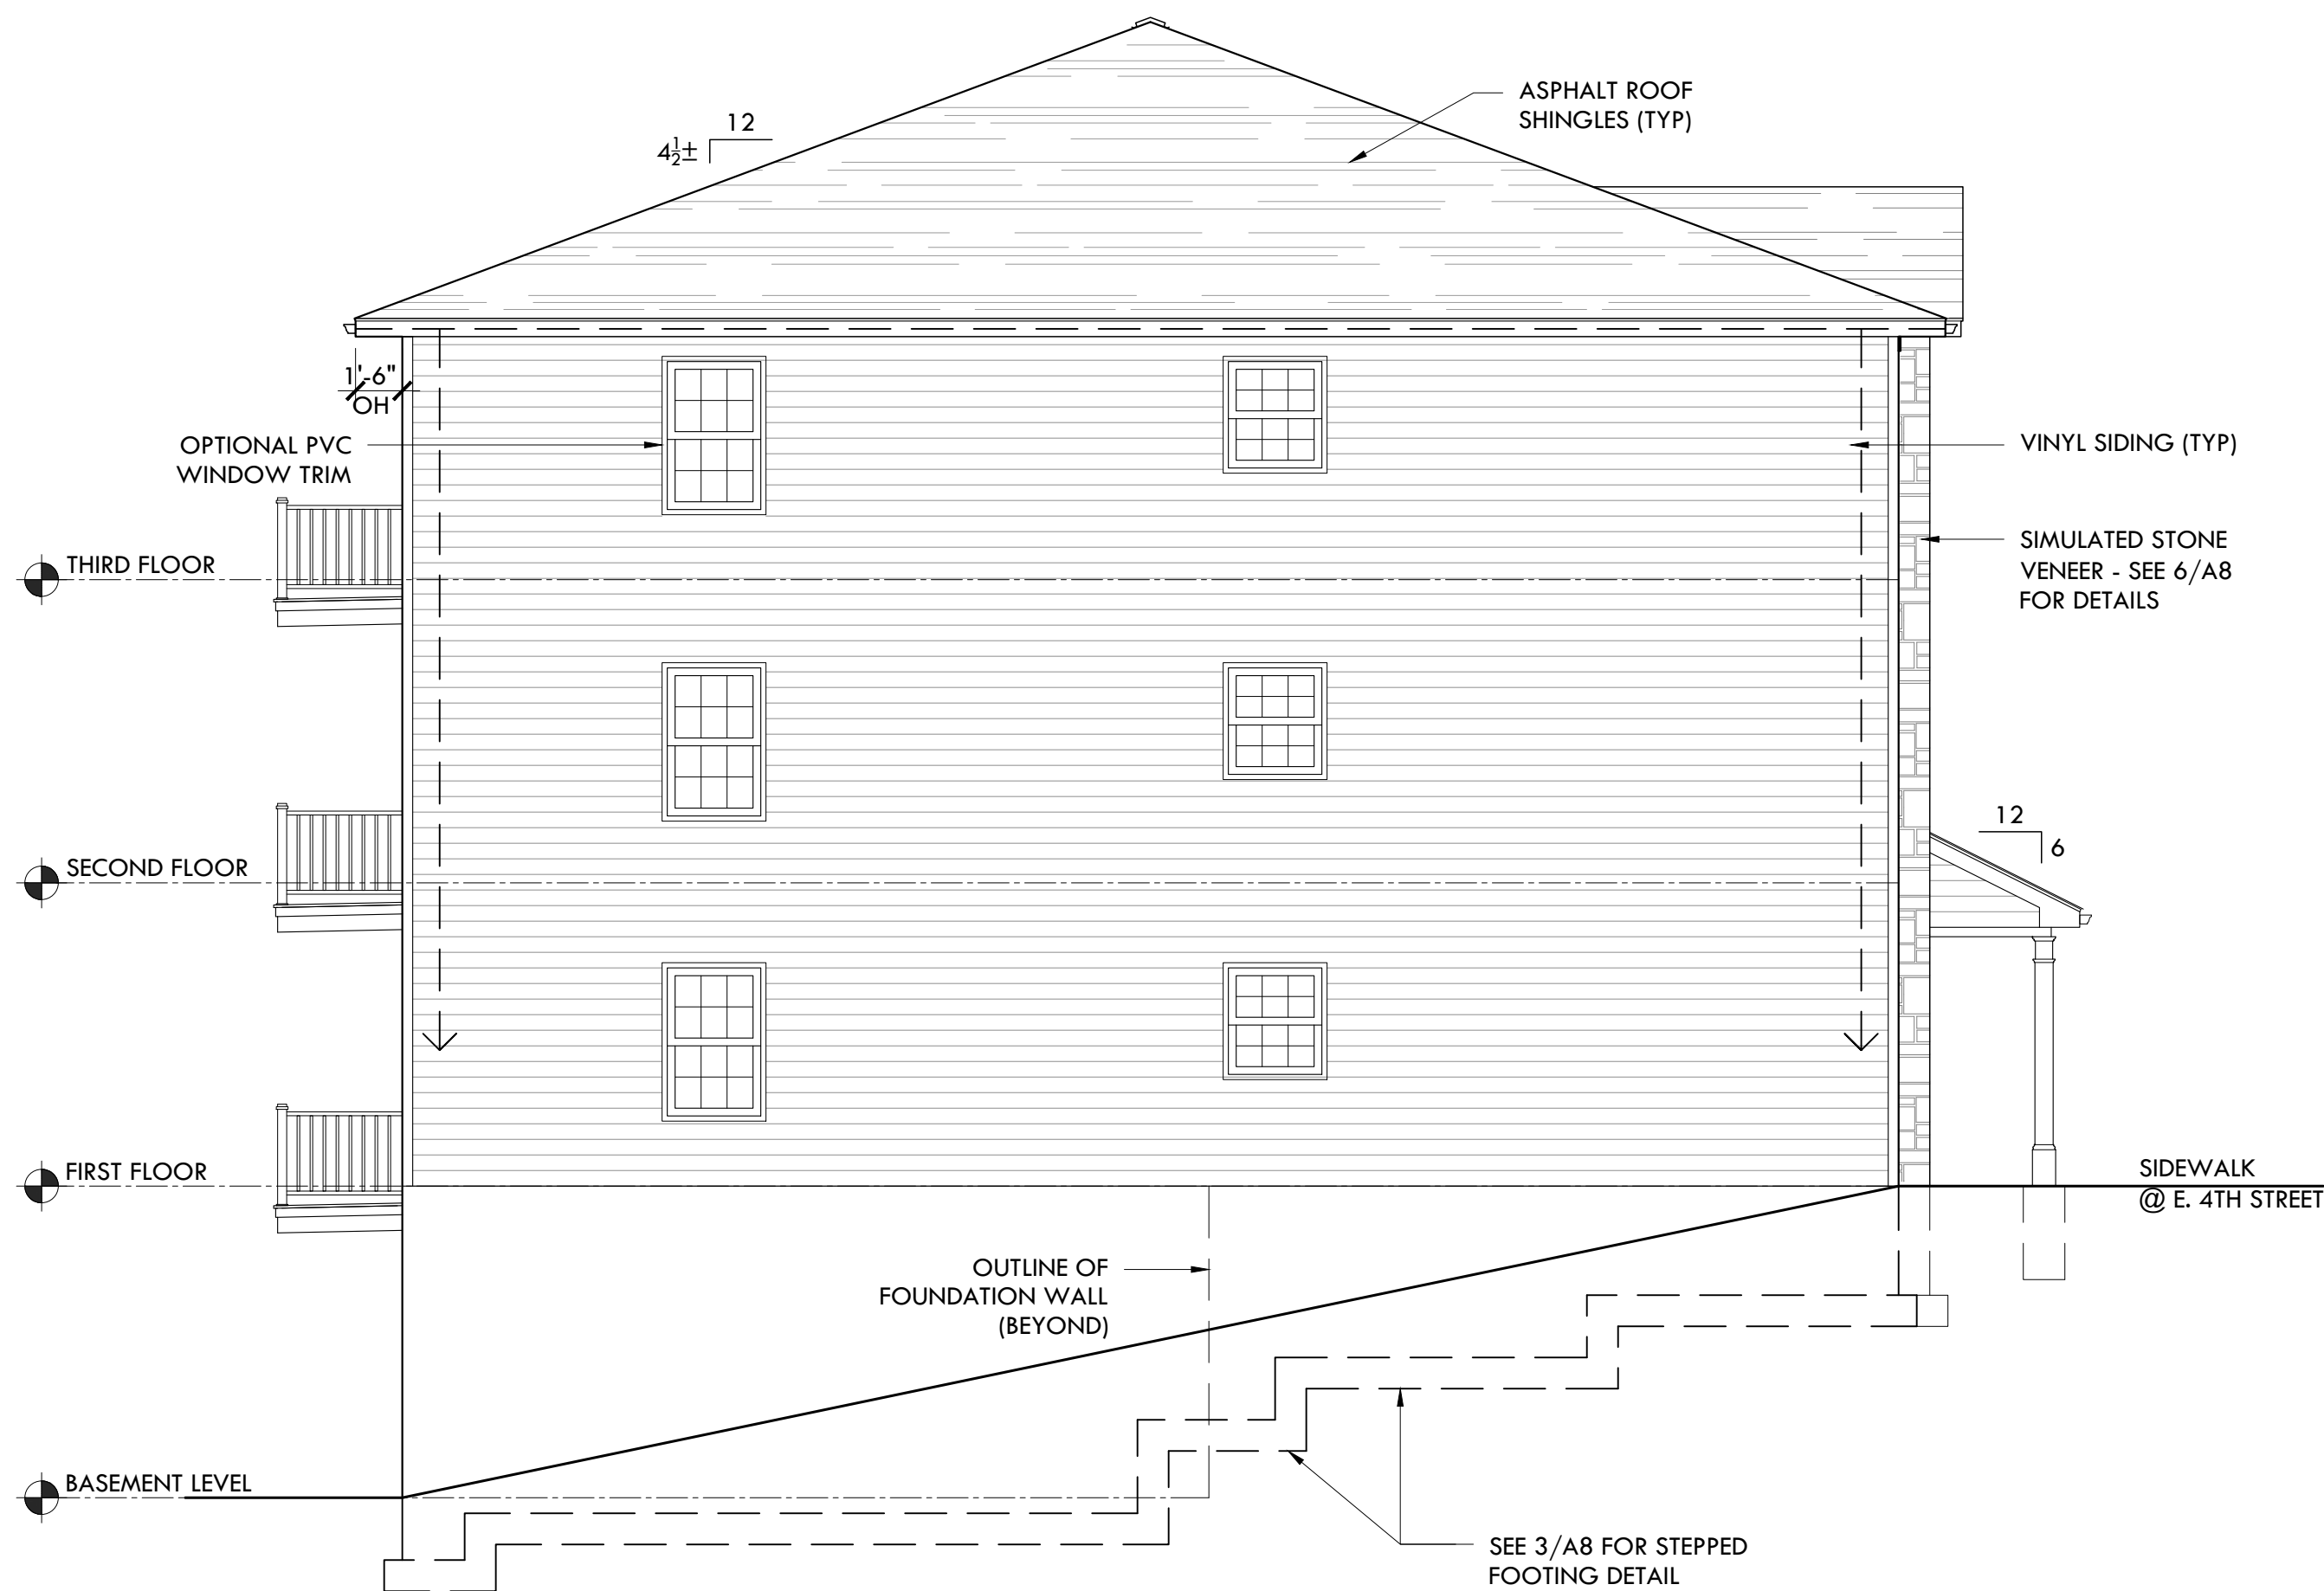 ASPHALT ROOF
SHINGLES (TYP)
12
4½±
1'-6"
OH
OPTIONAL PVC
WINDOW TRIM
VINYL SIDING (TYP)
SIMULATED STONE
VENEER - SEE 6/A8
FOR DETAILS
THIRD FLOOR
12
6
SECOND FLOOR
FIRST FLOOR
SIDEWALK
@ E. 4TH STREET
OUTLINE OF
FOUNDATION WALL
(BEYOND)
BASEMENT LEVEL
SEE 3/A8 FOR STEPPED
FOOTING DETAIL